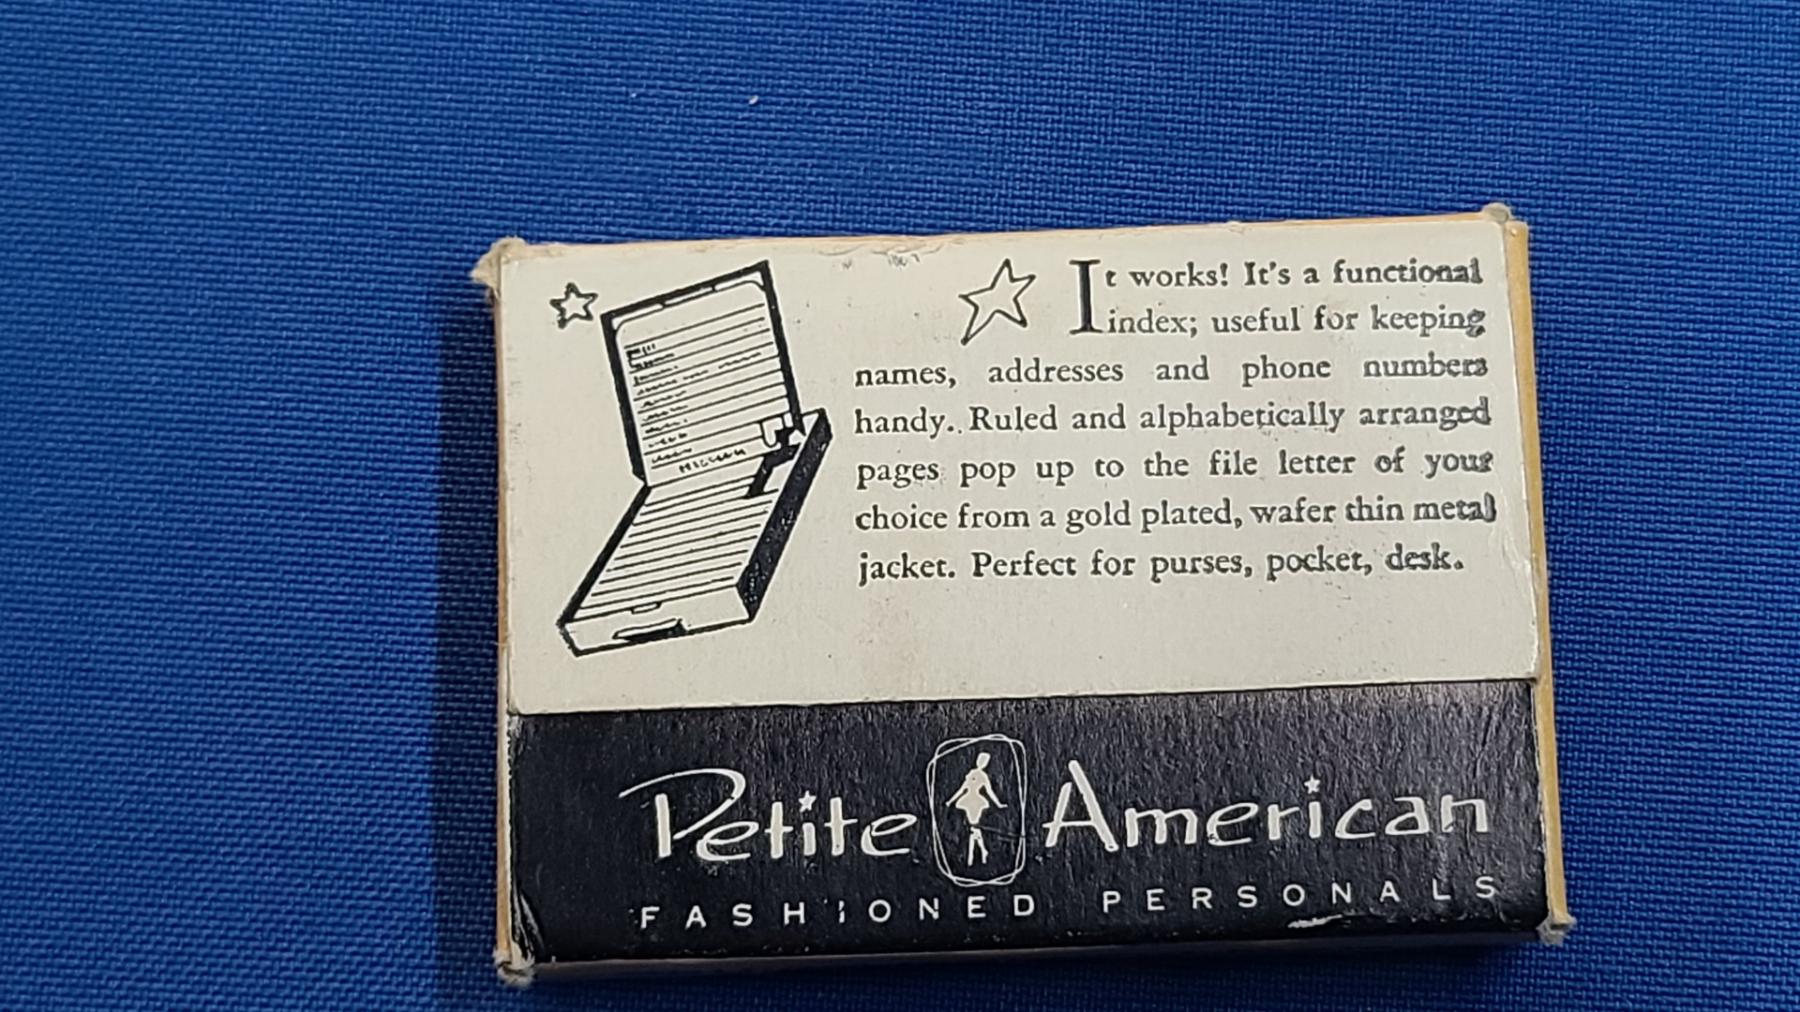 It works! It's a functional
index; useful for keeping
names, addresses and phone numbers
handy. Ruled and alphabetically arranged
pages pop up to the file letter of your
choice from a gold plated, wafer thin metal
jacket. Perfect for purses, pocket, desk.
Petite American
FASHIONED PERSONALS